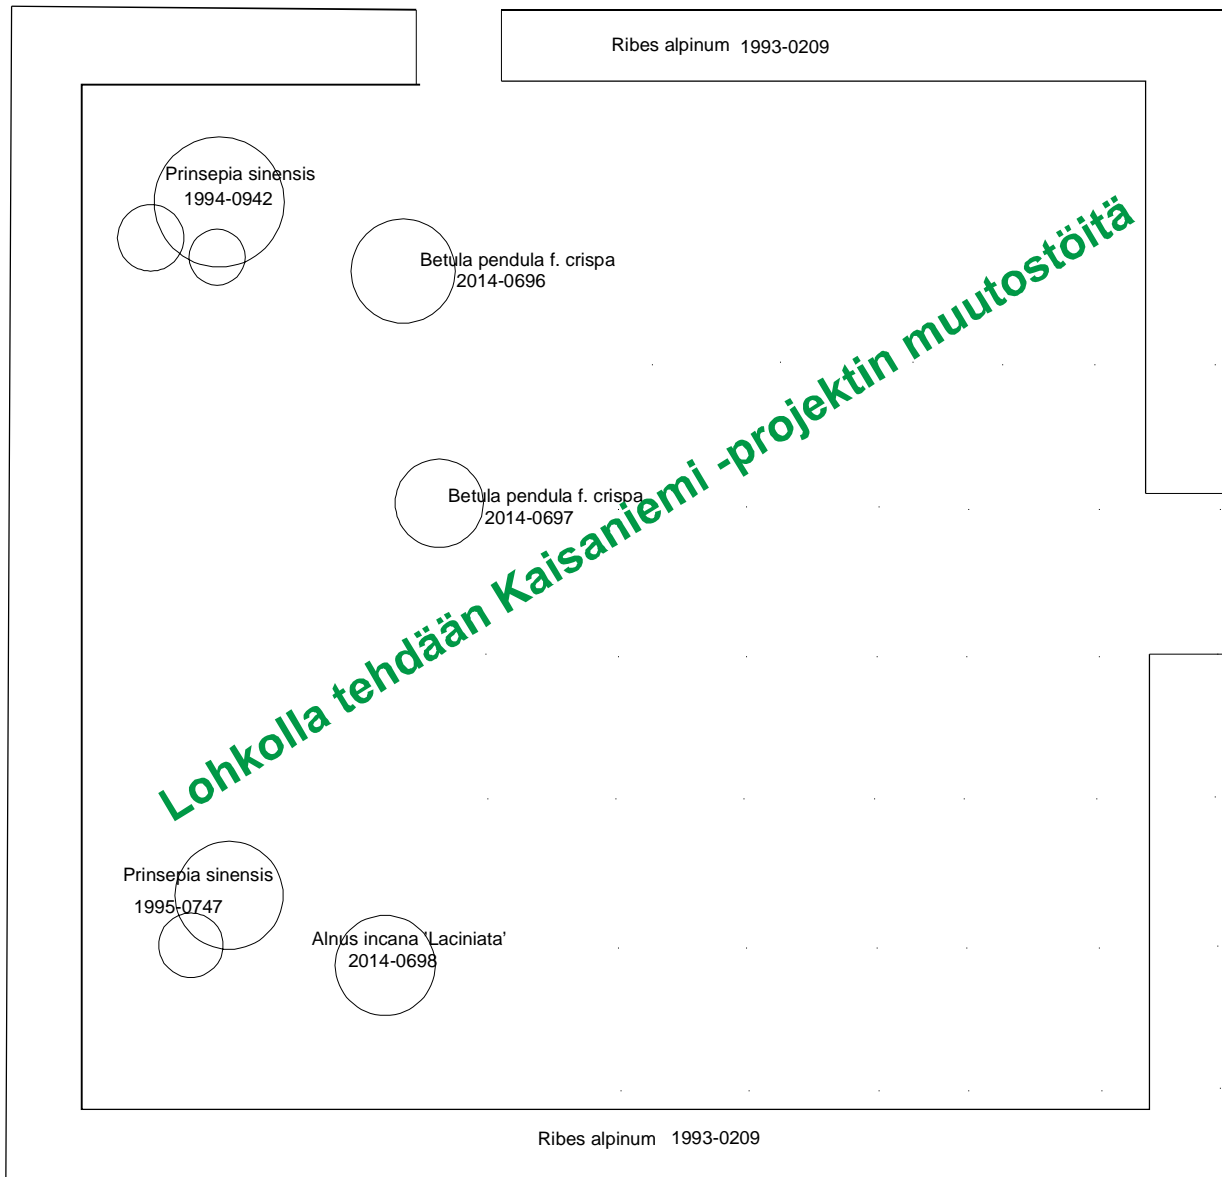 Ribes alpinum 1993-0209
Prinsepia sinensis
1994-0942
Betula pendula f. crispa
2014-0696
Betula pendula f. crispa
2014-0697
Lohkolla tehdään Kaisaniemi -projektin muutostöitä
Prinsepia sinensis
1995-0747
Alnus incana 'Laciniata'
2014-0698
Ribes alpinum 1993-0209